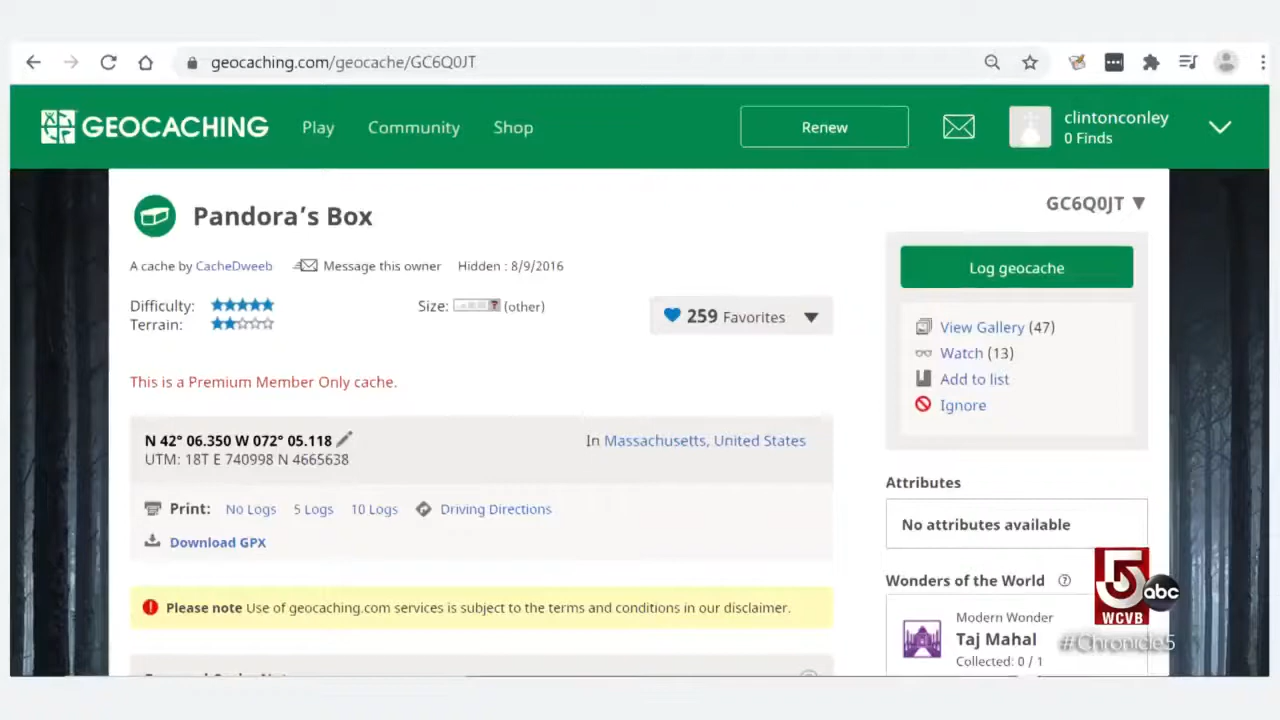 geocaching.com/geocache/GC6Q0JT
GEOCACHING
Play
Community
Shop
Renew
clintonconley
0 Finds
Pandora's Box
GC6Q0JT
A cache by CacheDweeb
Message this owner
Hidden : 8/9/2016
Difficulty:
Terrain:
Size: (other)
259 Favorites
Log geocache
View Gallery (47)
Watch (13)
Add to list
Ignore
This is a Premium Member Only cache.
N 42° 06.350 W 072° 05.118
UTM: 18T E 740998 N 4665638
In Massachusetts, United States
Print: No Logs 5 Logs 10 Logs Driving Directions
Download GPX
Please note Use of geocaching.com services is subject to the terms and conditions in our disclaimer.
Attributes
No attributes available
Wonders of the World
Modern Wonder
Taj Mahal
Collected: 0 / 1
5
abc
WCVB
#Chronicle5